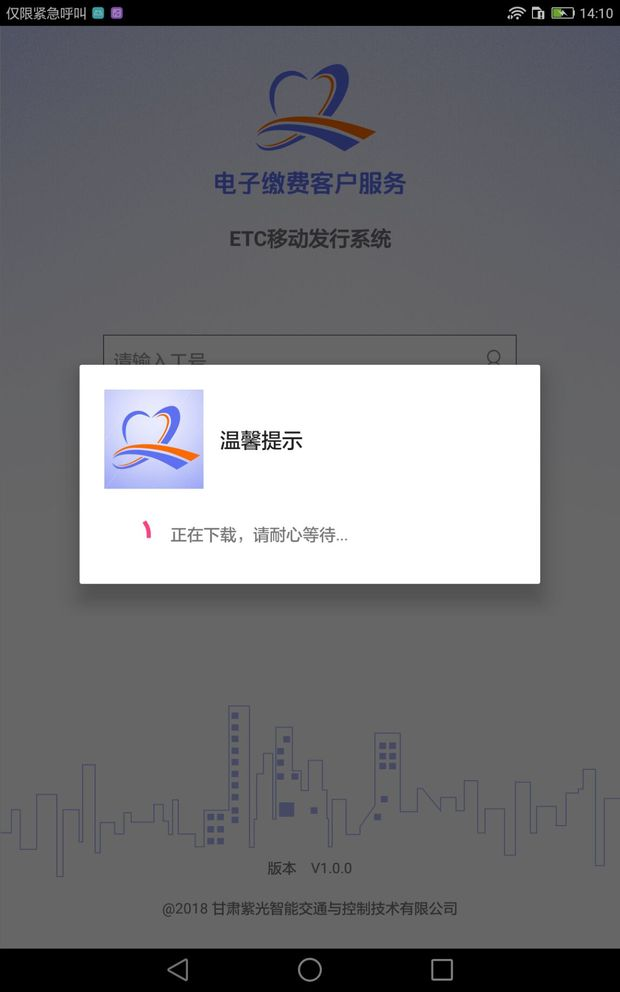 仅限紧急呼叫 14:10
电子缴费客户服务
ETC移动发行系统
请输入工号
温馨提示
正在下载，请耐心等待...
版本 V1.0.0
@2018 甘肃紫光智能交通与控制技术有限公司